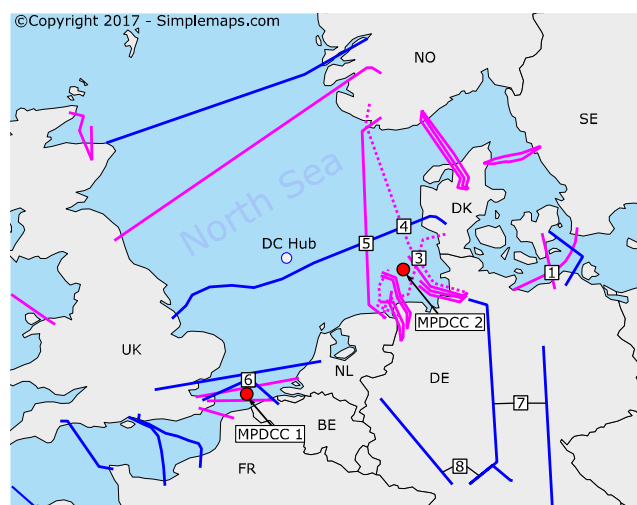 ©Copyright 2017 - Simplemaps.com
NO
SE
North Sea
DK
4
5
DC Hub
3
1
MPDCC 2
UK
NL
6
DE
7
MPDCC 1
BE
FR
8